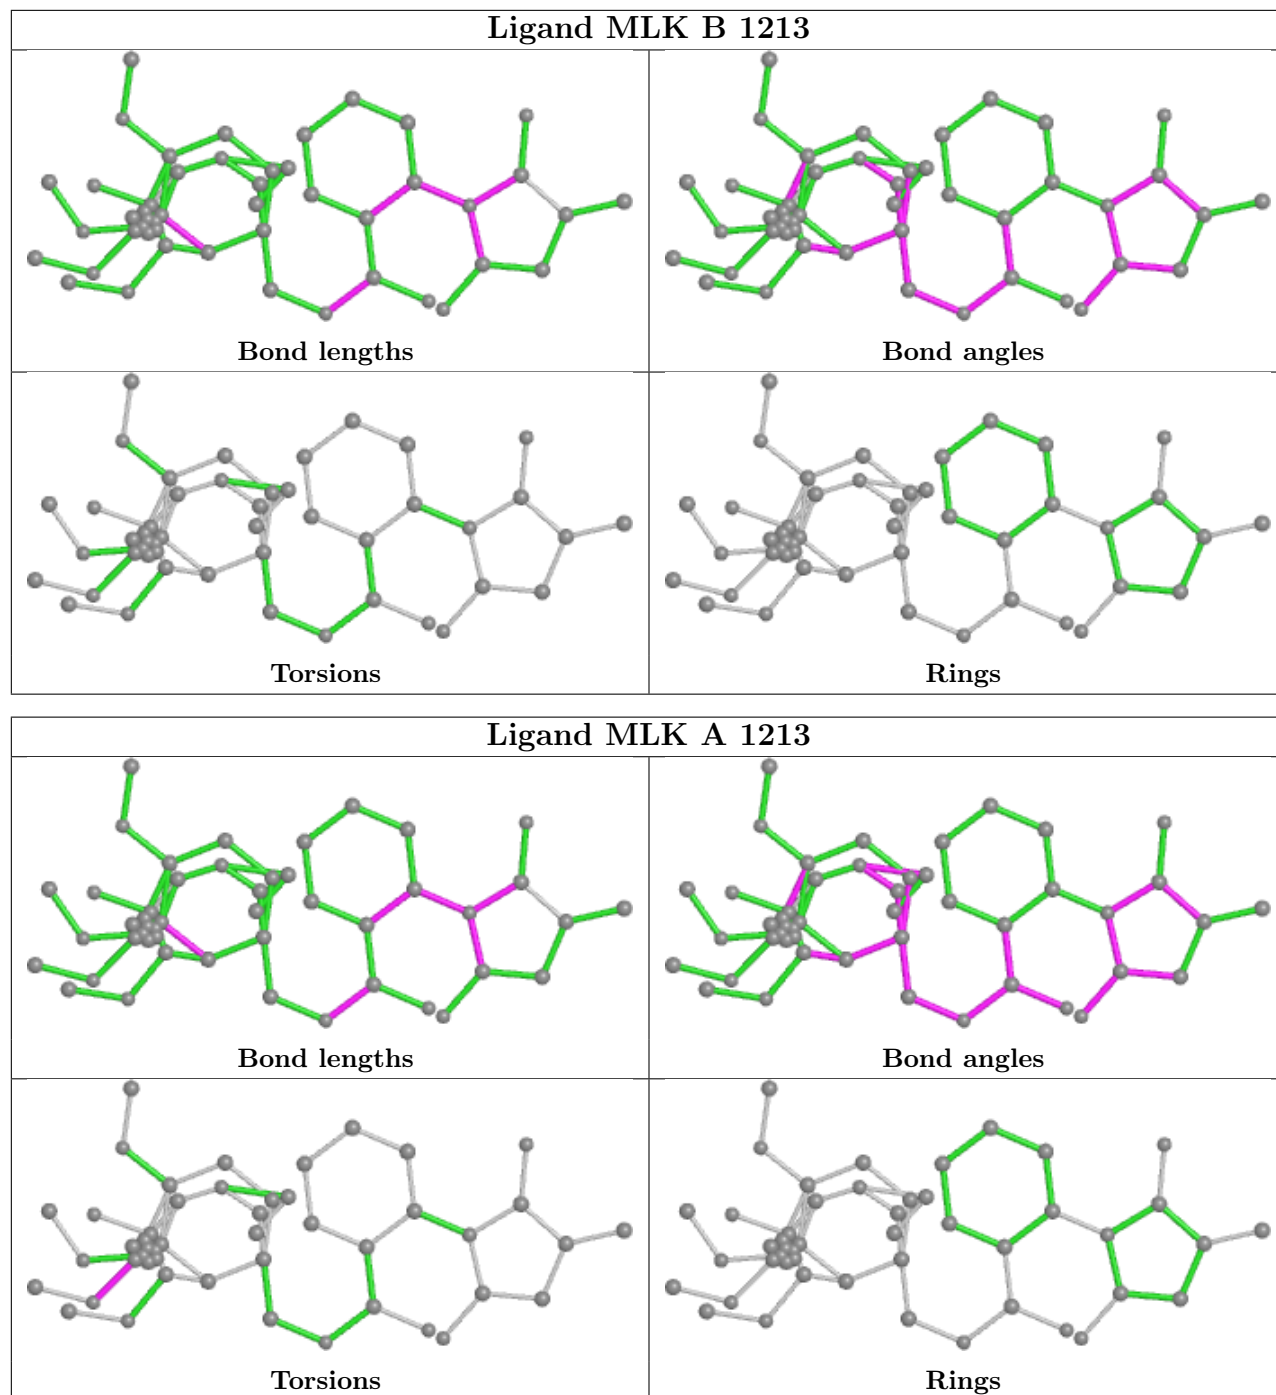 Ligand MLK B 1213
Bond lengths Bond angles
Torsions Rings
Ligand MLK A 1213
Bond lengths Bond angles
Torsions Rings